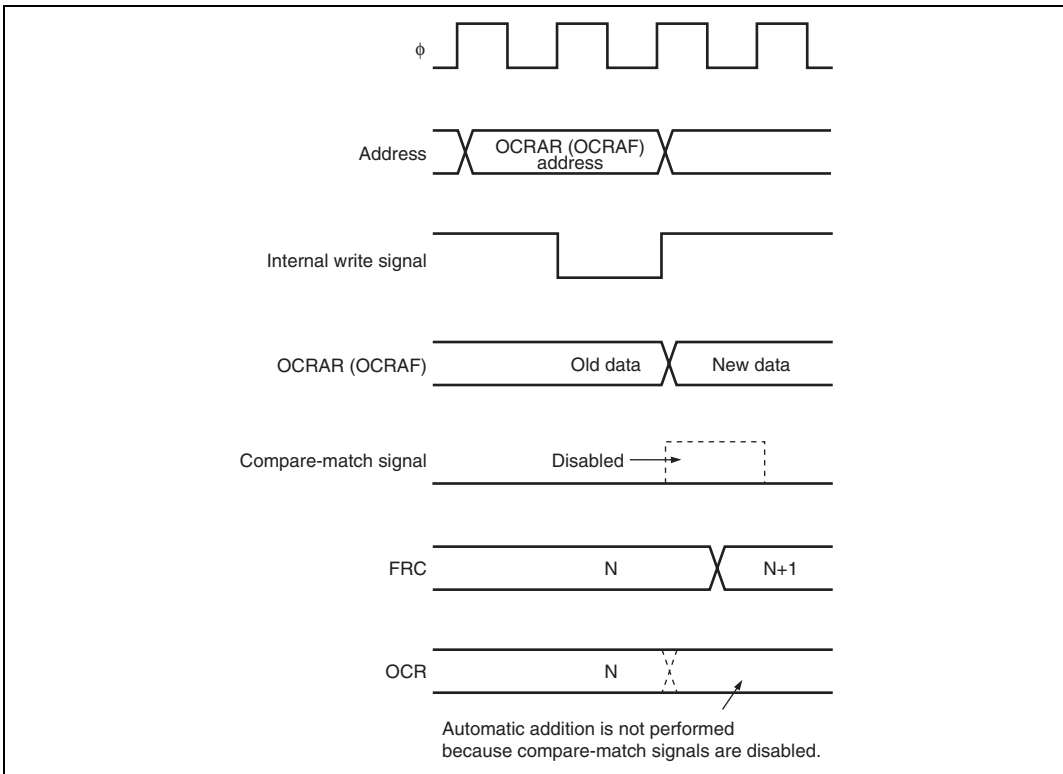 ϕ
Address
OCRAR (OCRAF)
address
Internal write signal
OCRAR (OCRAF)
Old data
New data
Compare-match signal
Disabled
FRC
N
N+1
OCR
N
Automatic addition is not performed
because compare-match signals are disabled.